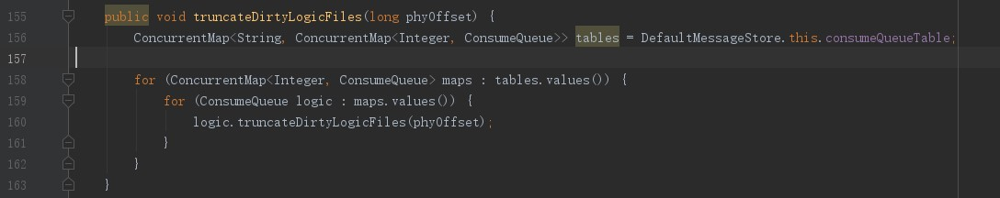 155 public void truncateDirtyLogicFiles(long phyOffset) {
156 ConcurrentMap<String, ConcurrentMap<Integer, ConsumeQueue>> tables = DefaultMessageStore.this.consumeQueueTable;
157
158 for (ConcurrentMap<Integer, ConsumeQueue> maps : tables.values()) {
159 for (ConsumeQueue logic : maps.values()) {
160 logic.truncateDirtyLogicFiles(phyOffset);
161 }
162 }
163 }